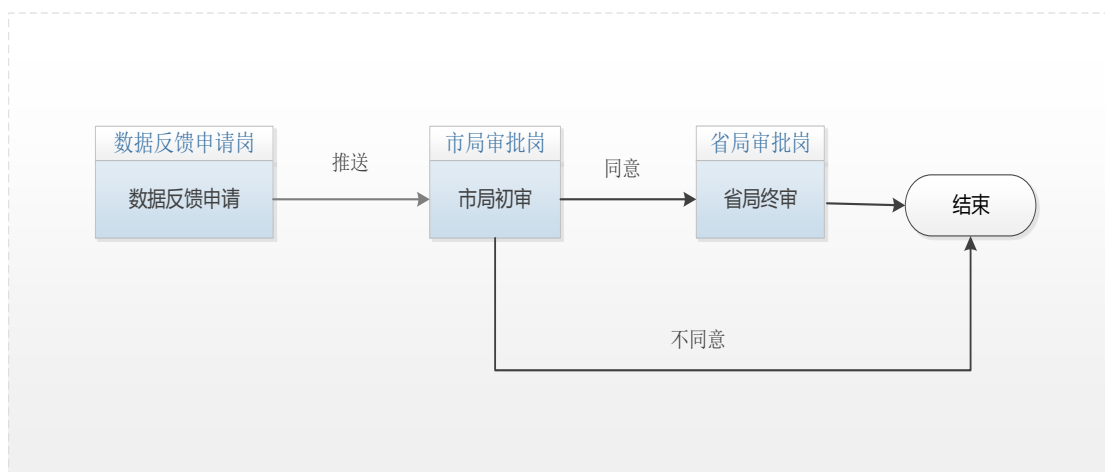 数据反馈申请岗
数据反馈申请
推送
市局审批岗
市局初审
同意
省局审批岗
省局终审
结束
不同意